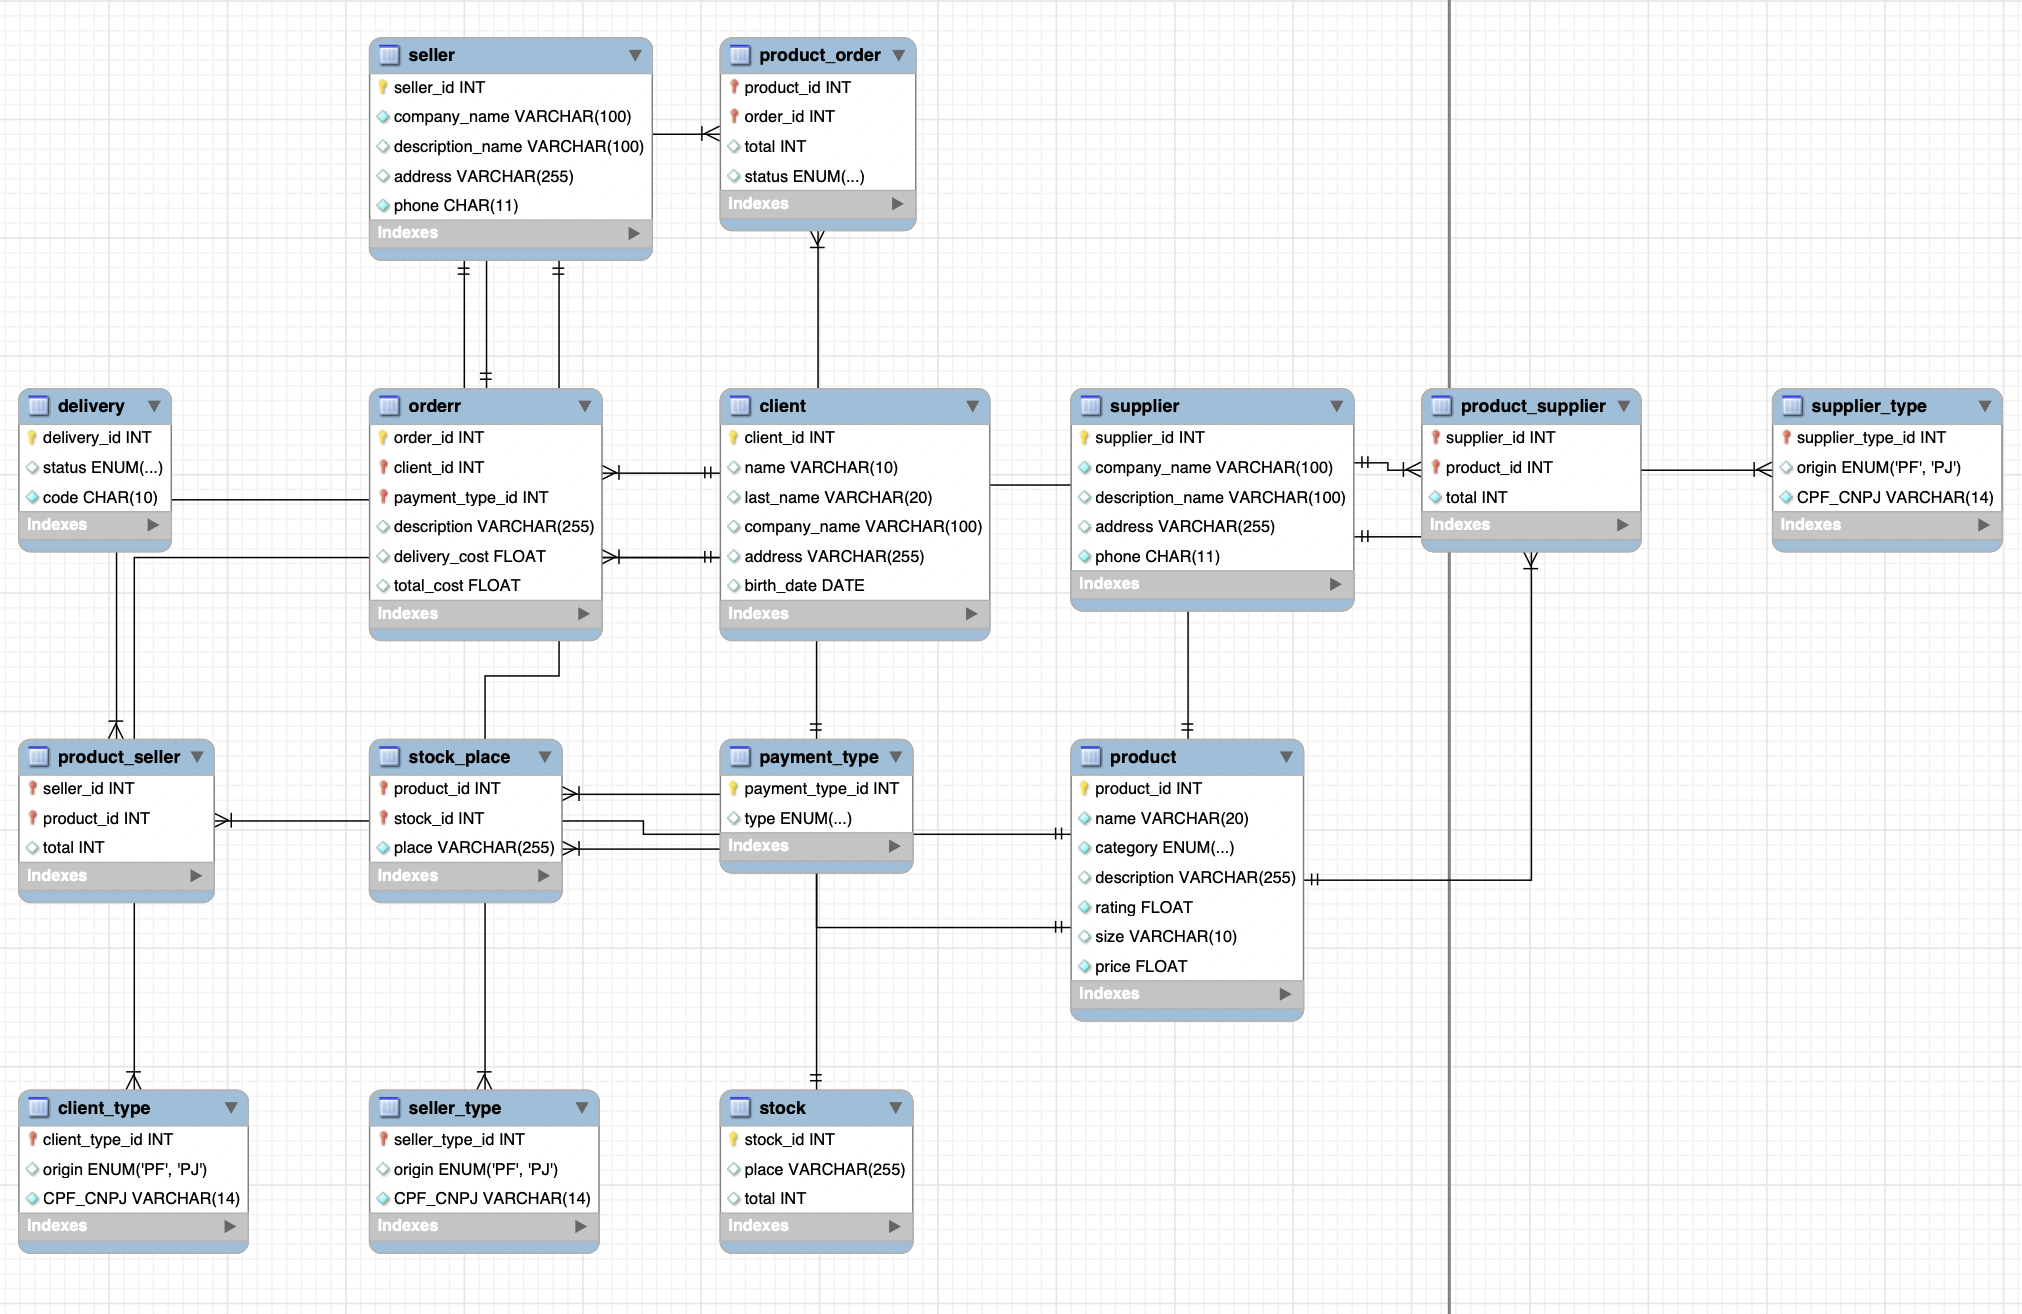 seller
seller_id INT
company_name VARCHAR(100)
description_name VARCHAR(100)
address VARCHAR(255)
phone CHAR(11)
Indexes
product_order
product_id INT
order_id INT
total INT
status ENUM(...)
Indexes
delivery
delivery_id INT
status ENUM(...)
code CHAR(10)
Indexes
orderr
order_id INT
client_id INT
payment_type_id INT
description VARCHAR(255)
delivery_cost FLOAT
total_cost FLOAT
Indexes
client
client_id INT
name VARCHAR(10)
last_name VARCHAR(20)
company_name VARCHAR(100)
address VARCHAR(255)
birth_date DATE
Indexes
supplier
supplier_id INT
company_name VARCHAR(100)
description_name VARCHAR(100)
address VARCHAR(255)
phone CHAR(11)
Indexes
product_supplier
supplier_id INT
product_id INT
total INT
Indexes
supplier_type
supplier_type_id INT
origin ENUM('PF', 'PJ')
CPF_CNPJ VARCHAR(14)
Indexes
product_seller
seller_id INT
product_id INT
total INT
Indexes
stock_place
product_id INT
stock_id INT
place VARCHAR(255)
Indexes
payment_type
payment_type_id INT
type ENUM(...)
Indexes
product
product_id INT
name VARCHAR(20)
category ENUM(...)
description VARCHAR(255)
rating FLOAT
size VARCHAR(10)
price FLOAT
Indexes
client_type
client_type_id INT
origin ENUM('PF', 'PJ')
CPF_CNPJ VARCHAR(14)
Indexes
seller_type
seller_type_id INT
origin ENUM('PF', 'PJ')
CPF_CNPJ VARCHAR(14)
Indexes
stock
stock_id INT
place VARCHAR(255)
total INT
Indexes